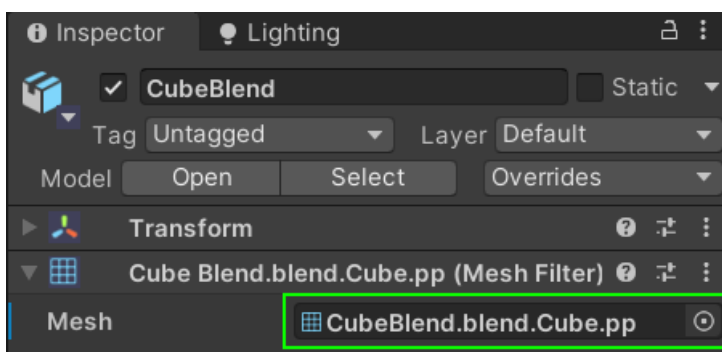 Inspector Lighting
CubeBlend Static
Tag Untagged Layer Default
Model Open Select Overrides
Transform
Cube Blend.blend.Cube.pp (Mesh Filter)
Mesh CubeBlend.blend.Cube.pp